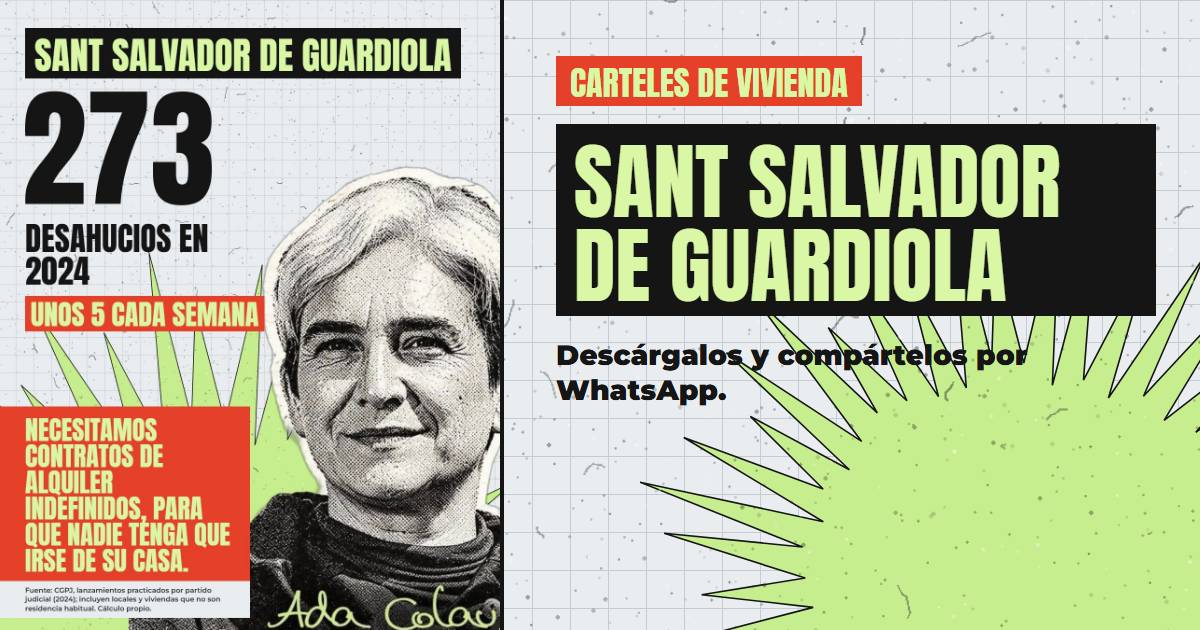 SANT SALVADOR DE GUARDIOLA
273
DESAHUCIOS EN
2024
UNOS 5 CADA SEMANA
NECESITAMOS
CONTRATOS DE
ALQUILER
INDEFINIDOS, PARA
QUE NADIE TENGA QUE
IRSE DE SU CASA.
Fuente: CGPJ, lanzamientos practicados por partido
judicial (2024); incluyen locales y viviendas que no son
residencia habitual. Cálculo propio.
Ada Colau
CARTELES DE VIVIENDA
SANT SALVADOR
DE GUARDIOLA
Descárgalos y compártelos por
WhatsApp.